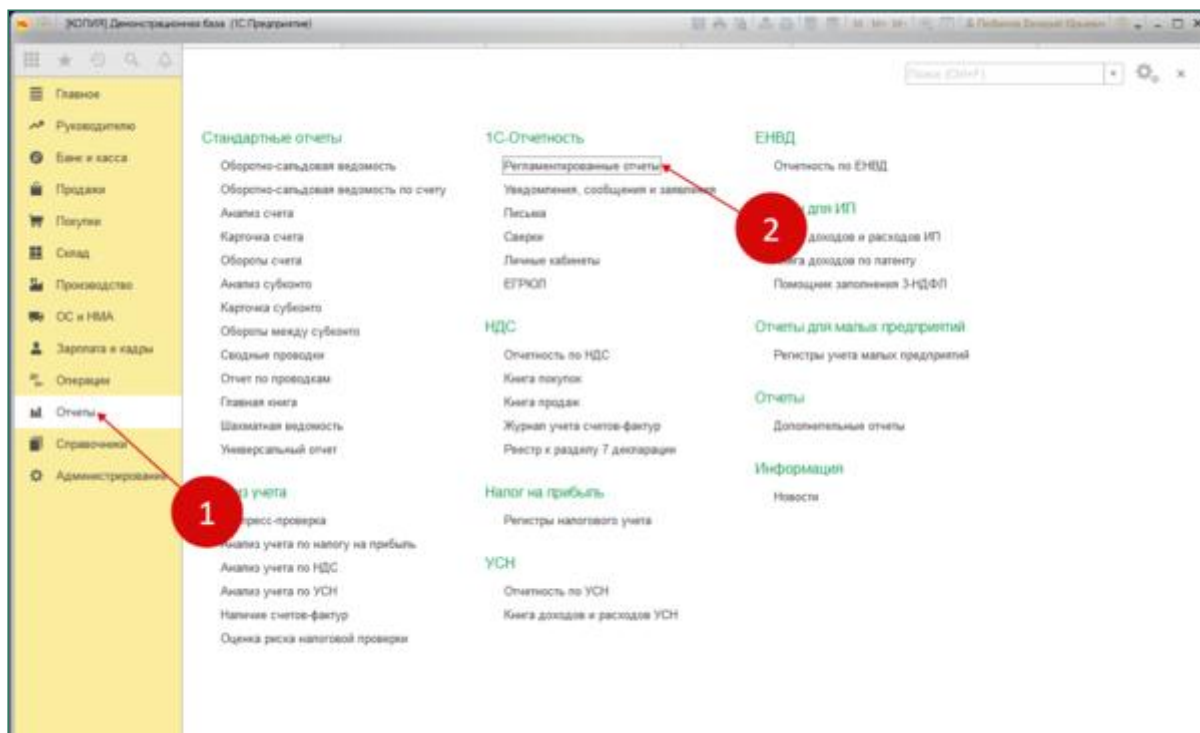 [КОПИЯ] Демонстрационная база (1С:Предприятие)
M M+ M-
Поиск (Ctrl+F)
Главное
Руководителю
Банк и касса
Продажи
Покупки
Склад
Производство
ОС и НМА
Зарплата и кадры
Операции
Отчеты
Справочники
Администрирование
1
Стандартные отчеты
Оборотно-сальдовая ведомость
Оборотно-сальдовая ведомость по счету
Анализ счета
Карточка счета
Обороты счета
Анализ субконто
Карточка субконто
Обороты между субконто
Сводные проводки
Отчет по проводкам
Главная книга
Шахматная ведомость
Универсальный отчет
учета
Анализ учета по налогу на прибыль
Анализ учета по НДС
Анализ учета по УСН
Наличие счетов-фактур
Оценка риска налоговой проверки
1С-Отчетность
Регламентированные отчеты
Уведомления, сообщения и заявления
Письма
Сверки
Личные кабинеты
ЕГРЮЛ
2
НДС
Отчетность по НДС
Книга покупок
Книга продаж
Журнал учета счетов-фактур
Реестр к разделу 7 декларации
Налог на прибыль
Регистры налогового учета
УСН
Отчетность по УСН
Книга доходов и расходов УСН
ЕНВД
Отчетность по ЕНВД
для ИП
доходов и расходов ИП
доходов по патенту
Помощник заполнения 3-НДФЛ
Отчеты для малых предприятий
Регистры учета малых предприятий
Отчеты
Дополнительные отчеты
Информация
Новости